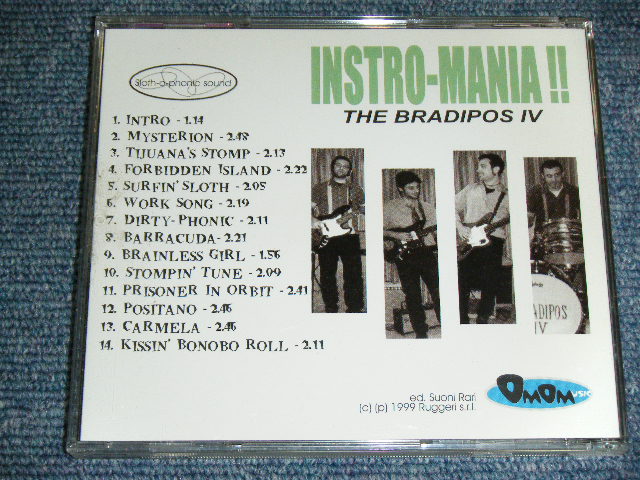 Sloth-o-phonic sound
INSTRO-MANIA !!
THE BRADIPOS IV
1. INTRO - 1.14
2. MYSTERION - 2.48
3. TIJUANA'S STOMP - 2.13
4. FORBIDDEN ISLAND - 2.22
5. SURFIN' SLOTH - 2.05
6. WORK SONG - 2.19
7. DIRTY-PHONIC - 2.11
8. BARRACUDA - 2.21
9. BRAINLESS GIRL - 1.56
10. STOMPIN' TUNE - 2.09
11. PRISONER IN ORBIT - 2.41
12. POSITANO - 2.46
13. CARMELA - 2.46
14. KISSIN' BONOBO ROLL - 2.11
ADIPOS
IV
ed. Suoni Rari
(c) (p) 1999 Ruggeri s.r.l.
OMOM MUSIC